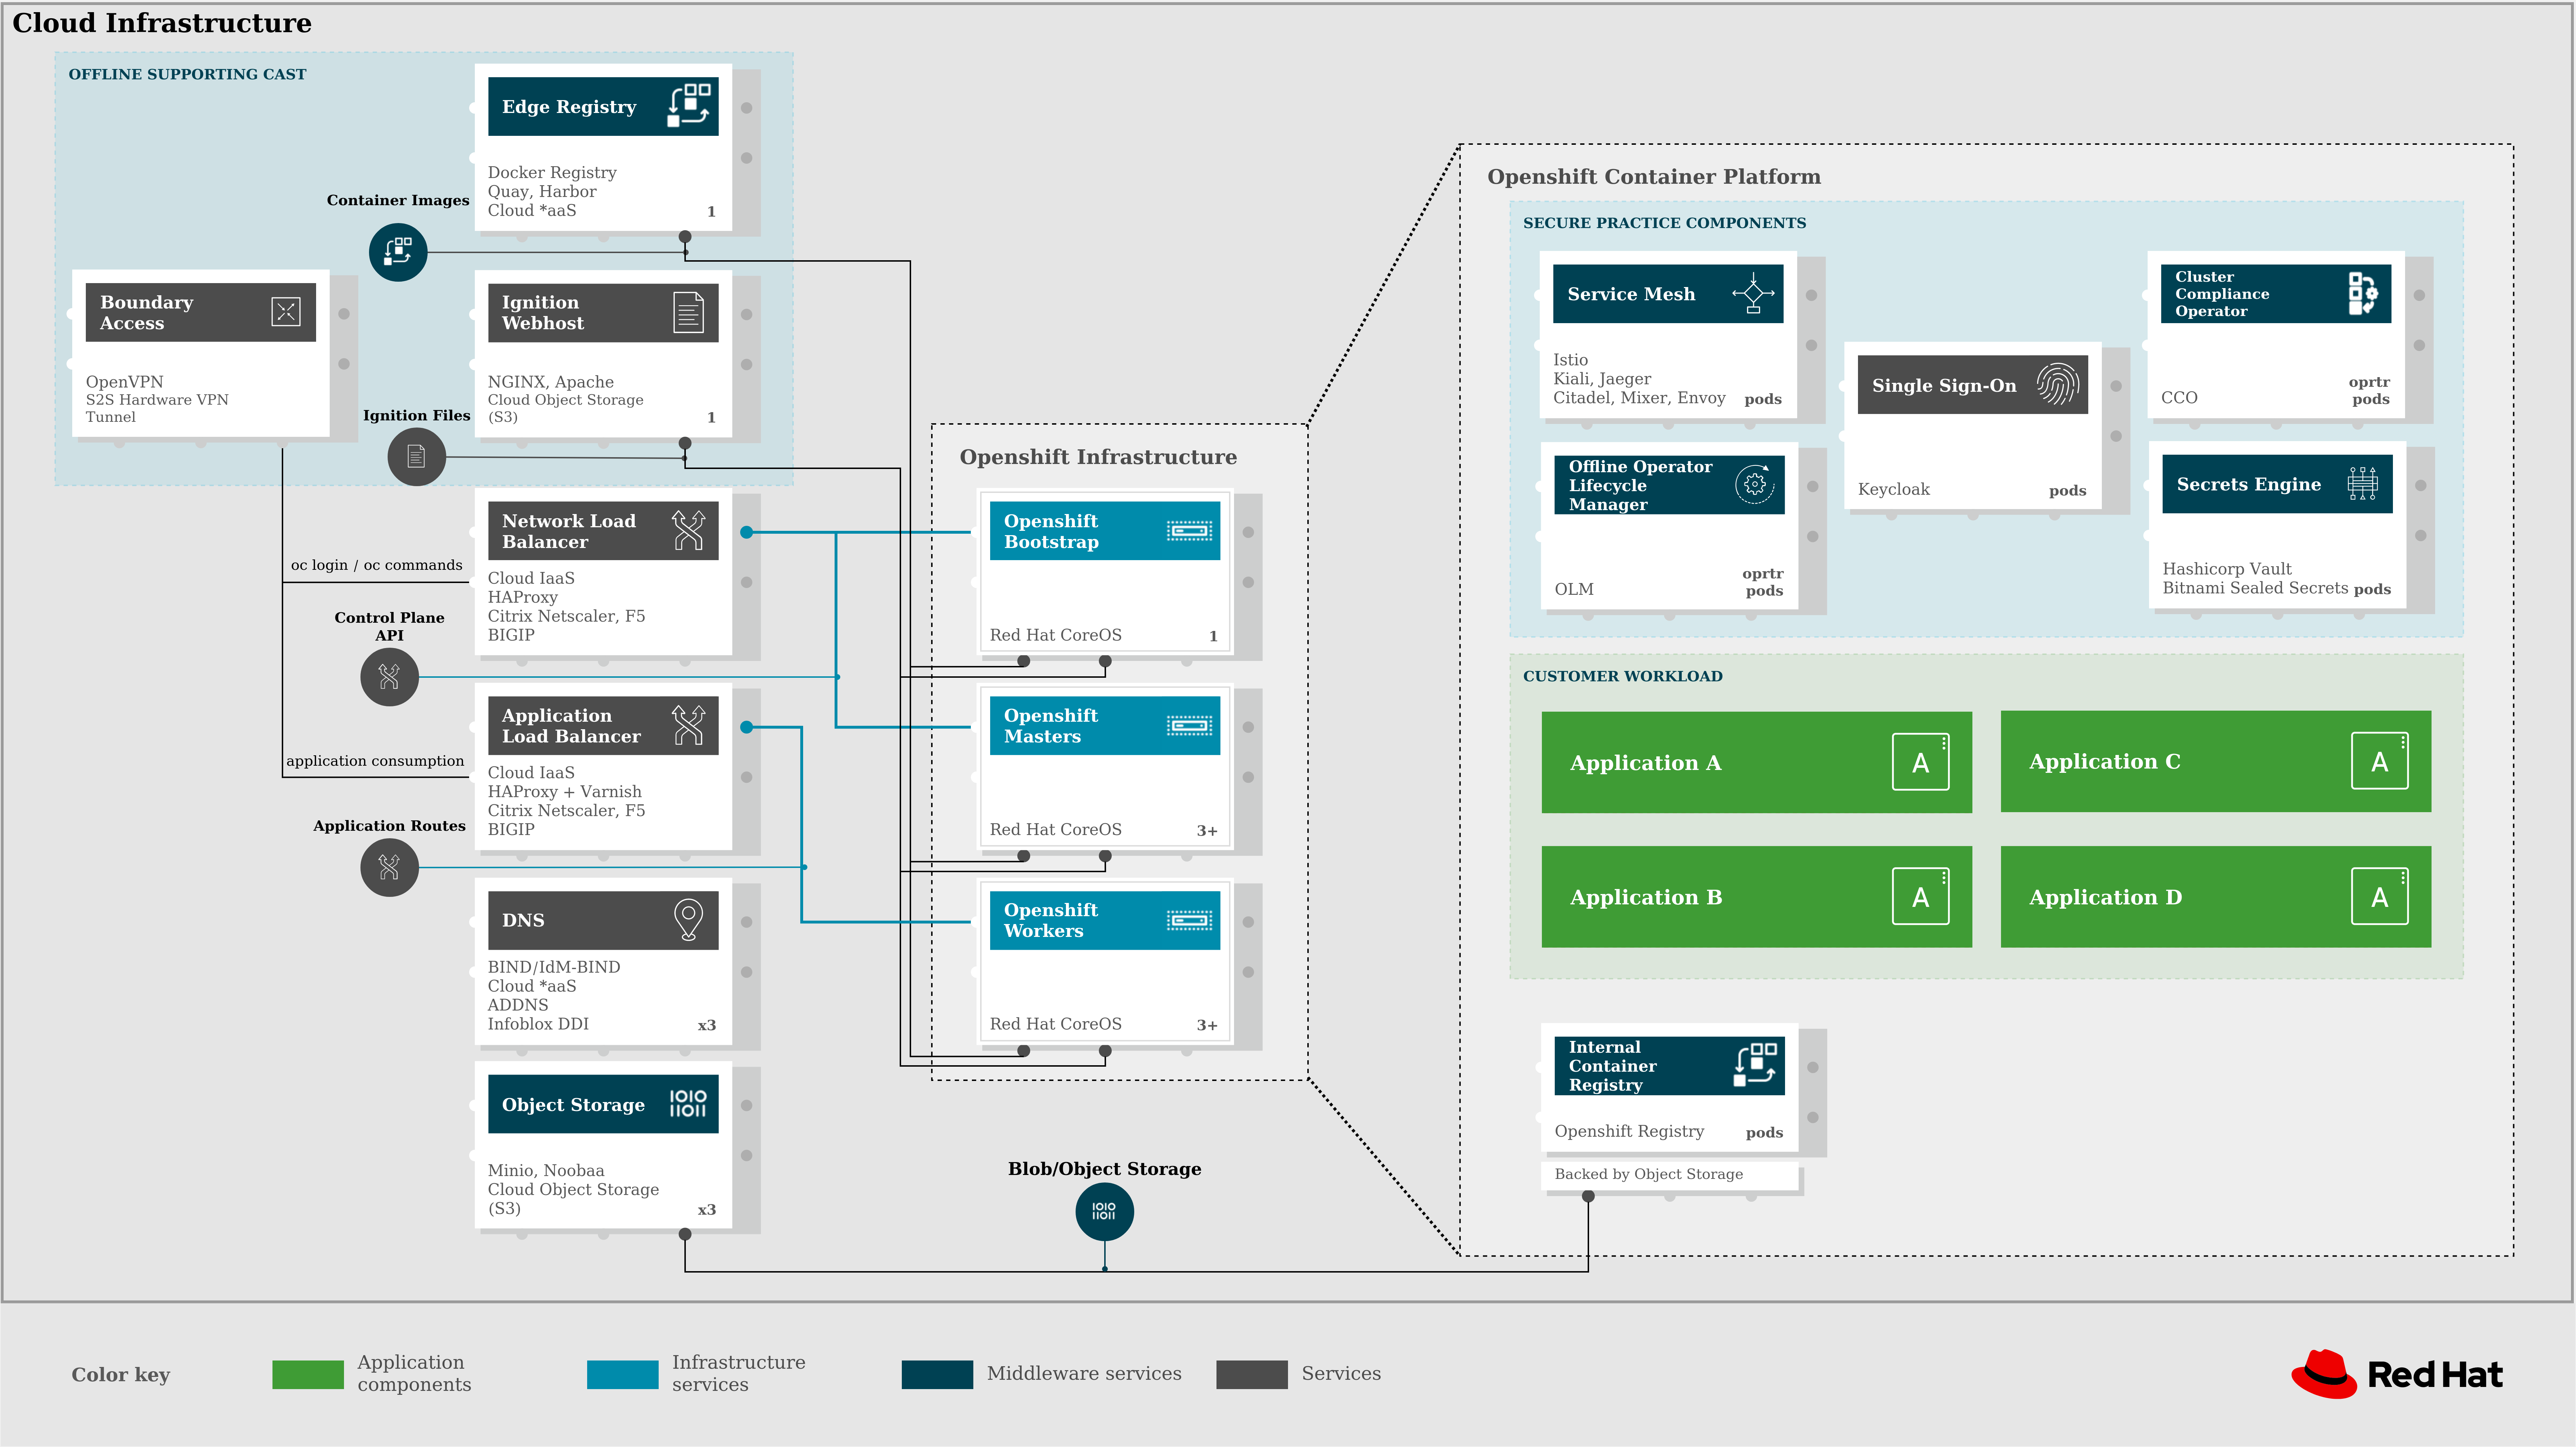 Cloud Infrastructure
OFFLINE SUPPORTING CAST
Edge Registry
Docker Registry
Quay, Harbor
Cloud *aaS
1
Container Images
Boundary
Access
OpenVPN
S2S Hardware VPN
Tunnel
Ignition
Webhost
NGINX, Apache
Cloud Object Storage
(S3)
1
Ignition Files
Network Load
Balancer
Cloud IaaS
HAProxy
Citrix Netscaler, F5
BIGIP
oc login / oc commands
Control Plane
API
Application
Load Balancer
Cloud IaaS
HAProxy + Varnish
Citrix Netscaler, F5
BIGIP
application consumption
Application Routes
DNS
BIND/IdM-BIND
Cloud *aaS
ADDNS
Infoblox DDI
x3
Object Storage
IOIO
IIOII
Minio, Noobaa
Cloud Object Storage
(S3)
x3
Openshift Infrastructure
Openshift
Bootstrap
Red Hat CoreOS
1
Openshift
Masters
Red Hat CoreOS
3+
Openshift
Workers
Red Hat CoreOS
3+
Blob/Object Storage
IOIO
IIOII
Openshift Container Platform
SECURE PRACTICE COMPONENTS
Service Mesh
Istio
Kiali, Jaeger
Citadel, Mixer, Envoy
pods
Single Sign-On
Keycloak
pods
Cluster
Compliance
Operator
CCO
oprtr
pods
Offline Operator
Lifecycle
Manager
OLM
oprtr
pods
Secrets Engine
Hashicorp Vault
Bitnami Sealed Secrets
pods
CUSTOMER WORKLOAD
Application A
A
Application C
A
Application B
A
Application D
A
Internal
Container
Registry
Openshift Registry
pods
Backed by Object Storage
Color key
Application
components
Infrastructure
services
Middleware services
Services
Red Hat